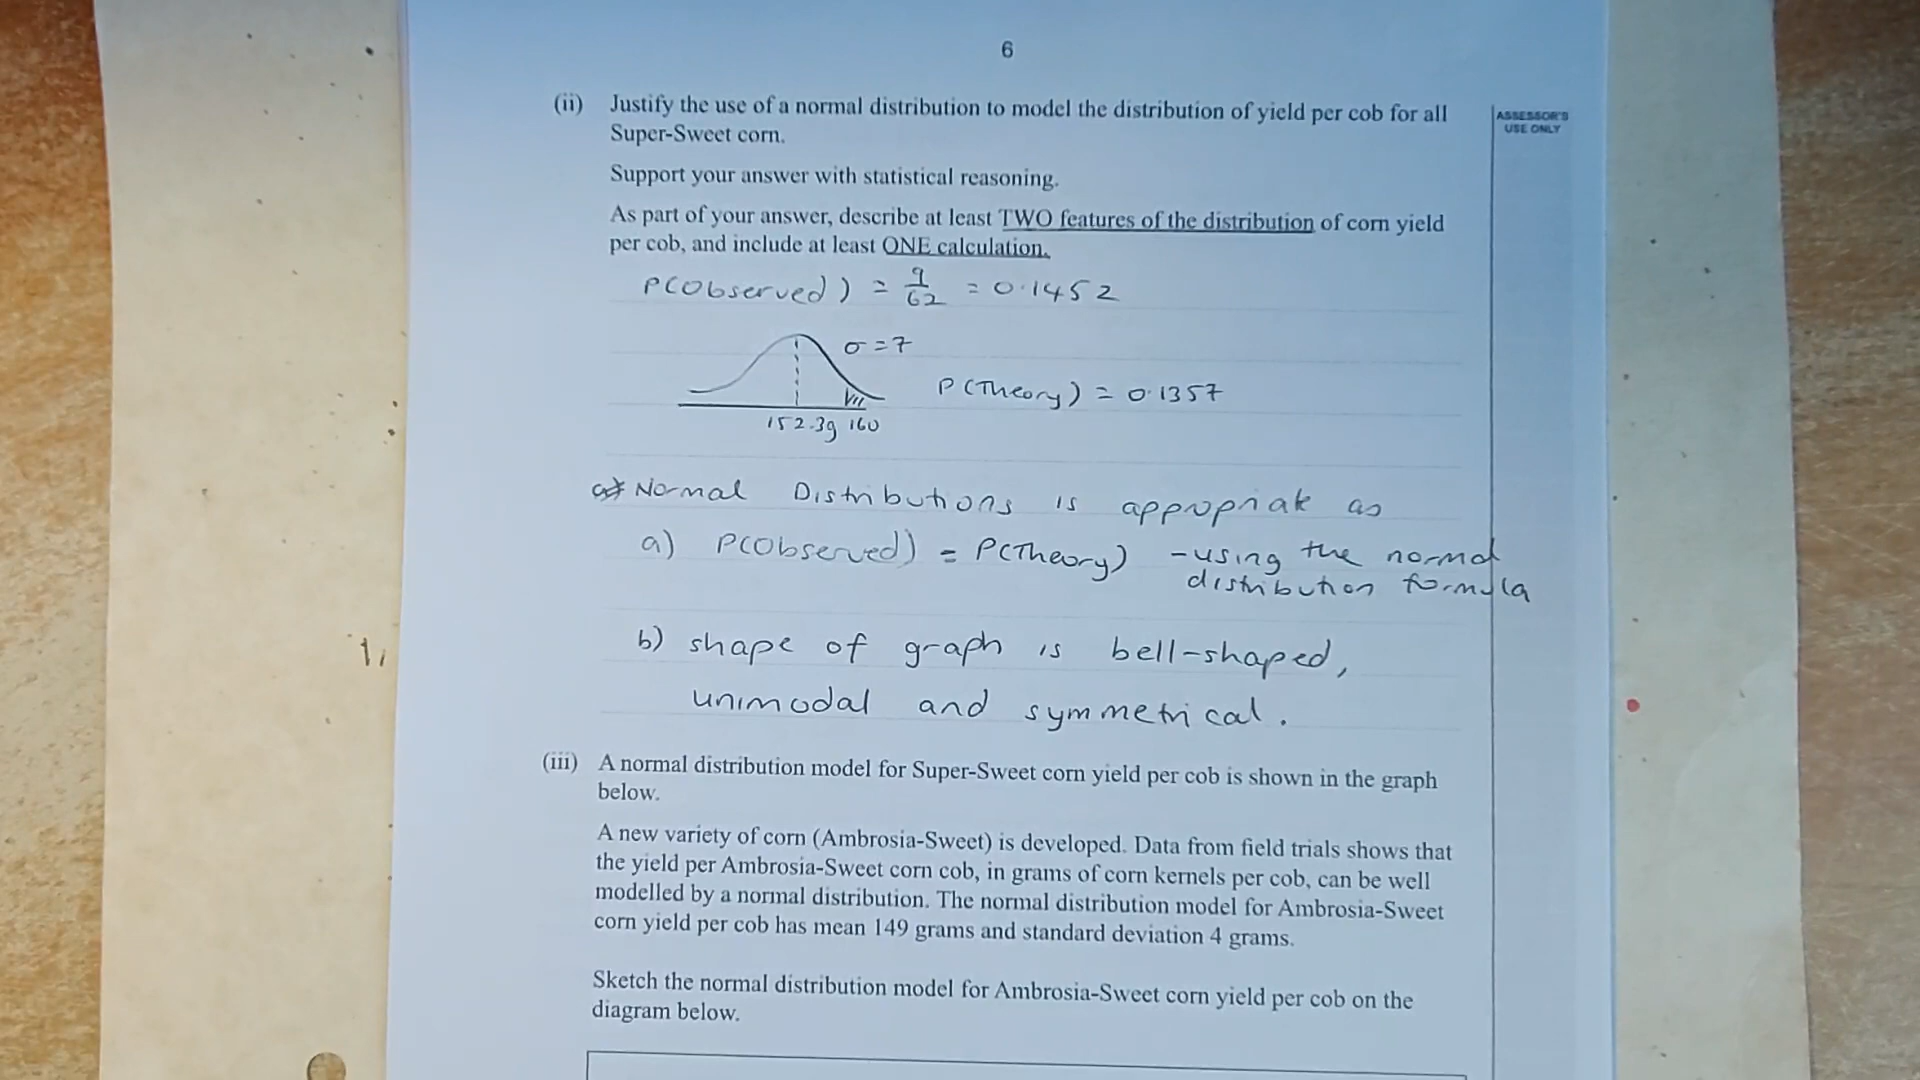 6
ASSESSOR'S
USE ONLY
(ii) Justify the use of a normal distribution to model the distribution of yield per cob for all
Super-Sweet corn.
Support your answer with statistical reasoning.
As part of your answer, describe at least TWO features of the distribution of corn yield
per cob, and include at least ONE calculation.
P(Observed) = 9/62 = 0.1452
σ = 7
P(Theory) = 0.1357
152.3g 160
Normal Distributions is appropriate as
a) P(Observed) = P(Theory) - using the normal
distribution formula
b) shape of graph is bell-shaped,
unimodal and symmetrical.
(iii) A normal distribution model for Super-Sweet corn yield per cob is shown in the graph
below.
A new variety of corn (Ambrosia-Sweet) is developed. Data from field trials shows that
the yield per Ambrosia-Sweet corn cob, in grams of corn kernels per cob, can be well
modelled by a normal distribution. The normal distribution model for Ambrosia-Sweet
corn yield per cob has mean 149 grams and standard deviation 4 grams.
Sketch the normal distribution model for Ambrosia-Sweet corn yield per cob on the
diagram below.